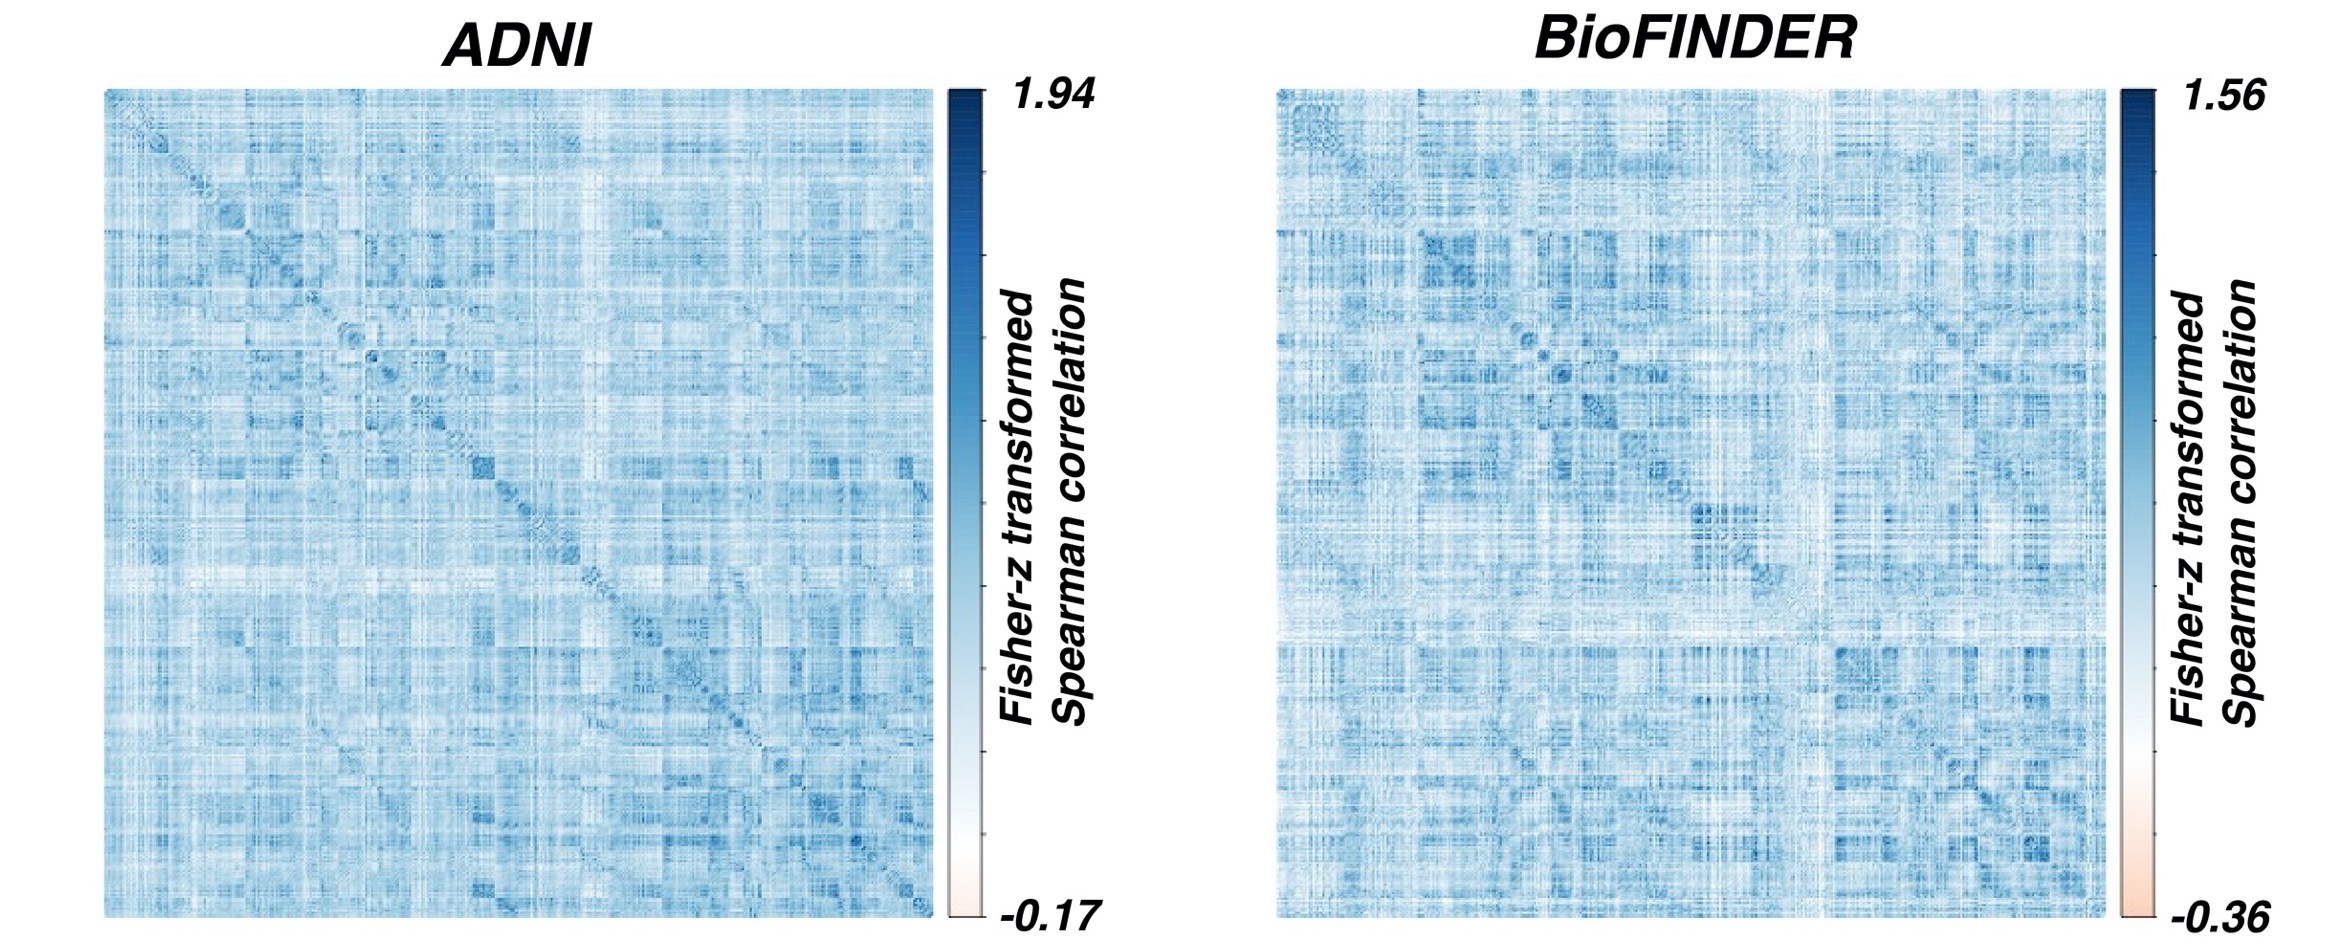 ADNI
1.94
Fisher-z transformed
Spearman correlation
-0.17
BioFINDER
1.56
Fisher-z transformed
Spearman correlation
-0.36